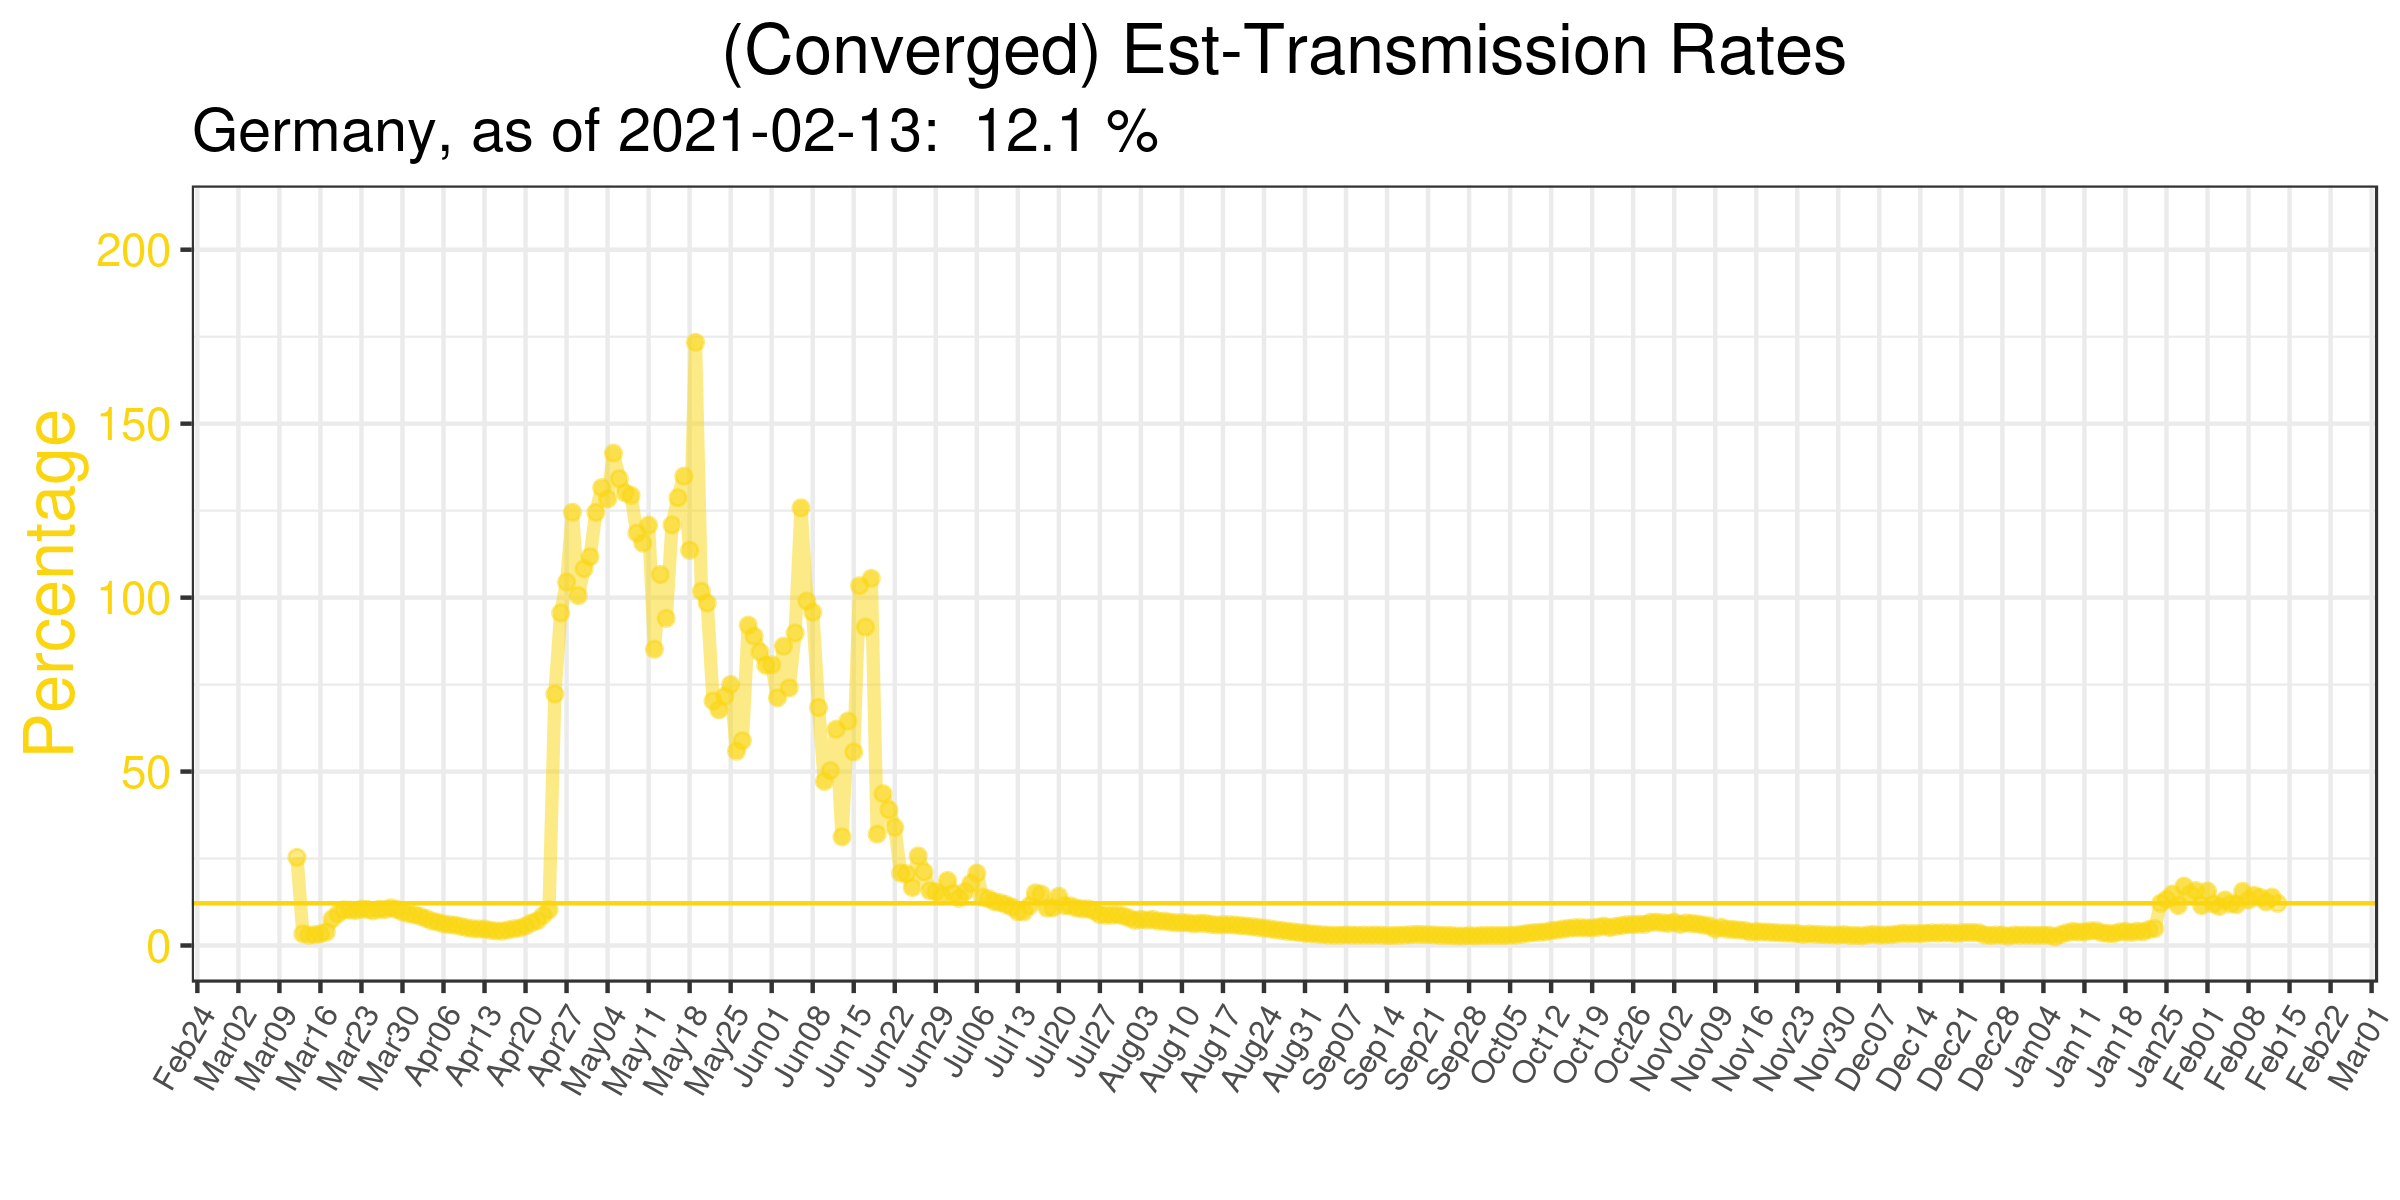 (Converged) Est-Transmission Rates
Germany, as of 2021-02-13:  12.1 %
Percentage
200
150
100
50
0
Feb24 Mar02 Mar09 Mar16 Mar23 Mar30 Apr06 Apr13 Apr20 Apr27 May04 May11 May18 May25 Jun01 Jun08 Jun15 Jun22 Jun29 Jul06 Jul13 Jul20 Jul27 Aug03 Aug10 Aug17 Aug24 Aug31 Sep07 Sep14 Sep21 Sep28 Oct05 Oct12 Oct19 Oct26 Nov02 Nov09 Nov16 Nov23 Nov30 Dec07 Dec14 Dec21 Dec28 Jan04 Jan11 Jan18 Jan25 Feb01 Feb08 Feb15 Feb22 Mar01